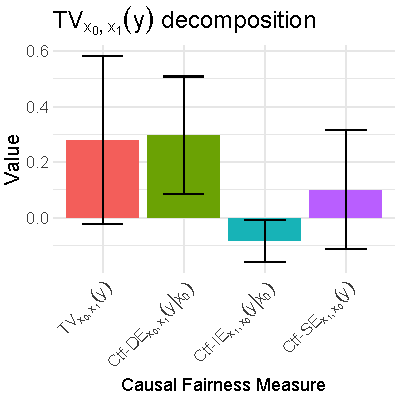 TVx₀, x₁(y) decomposition
0.6
0.4
0.2
0.0
Value
TVx₀, x₁(y)
Ctf-DEx₀, x₁(y|x₀)
Ctf-IEx₁, x₀(y|x₀)
Ctf-SEx₁, x₀(y)
Causal Fairness Measure